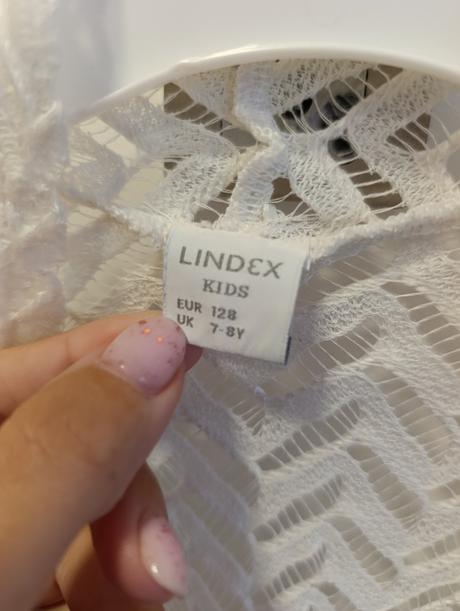 LINDEX
KIDS
EUR 128
UK 7-8Y